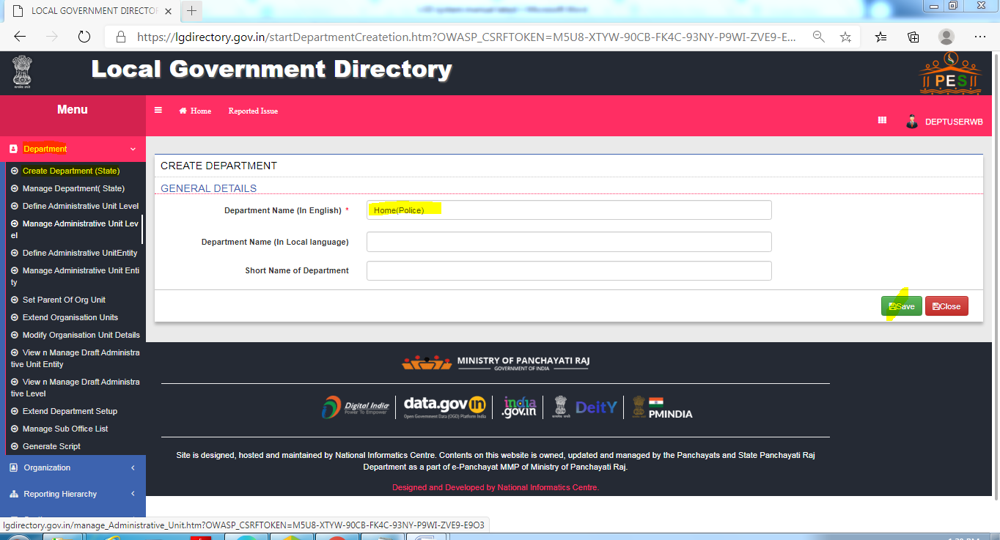 LOCAL GOVERNMENT DIRECTOR
https://lgdirectory.gov.in/startDepartmentCreatetion.htm?OWASP_CSRFTOKEN=M5U8-XTYW-90CB-FK4C-93NY-P9WI-ZVE9-E...
Local Government Directory
PES
Menu
Home
Reported Issue
DEPTUSERWB
Department
Create Department (State)
Manage Department( State)
Define Administrative Unit Level
Manage Administrative Unit Lev
el
Define Administrative UnitEntity
Manage Administrative Unit Enti
ty
Set Parent Of Org Unit
Extend Organisation Units
Modify Organisation Unit Details
View n Manage Draft Administra
tive Unit Entity
View n Manage Draft Administra
tive Level
Extend Department Setup
Manage Sub Office List
Generate Script
Organization
Reporting Hierarchy
CREATE DEPARTMENT
GENERAL DETAILS
Department Name (In English) *
Home(Police)
Department Name (In Local language)
Short Name of Department
Save
Close
MINISTRY OF PANCHAYATI RAJ
GOVERNMENT OF INDIA
Digital India
Power To Empower
data.gov in
Open Government Data (OGD) Platform India
india
.gov.in
DeitY
PMINDIA
Site is designed, hosted and maintained by National Informatics Centre. Contents on this website is owned, updated and managed by the Panchayats and State Panchayati Raj
Department as a part of e-Panchayat MMP of Ministry of Panchayati Raj.
Designed and Developed by National Informatics Centre.
lgdirectory.gov.in/manage_Administrative_Unit.htm?OWASP_CSRFTOKEN=M5U8-XTYW-90CB-FK4C-93NY-P9WI-ZVE9-E9O3